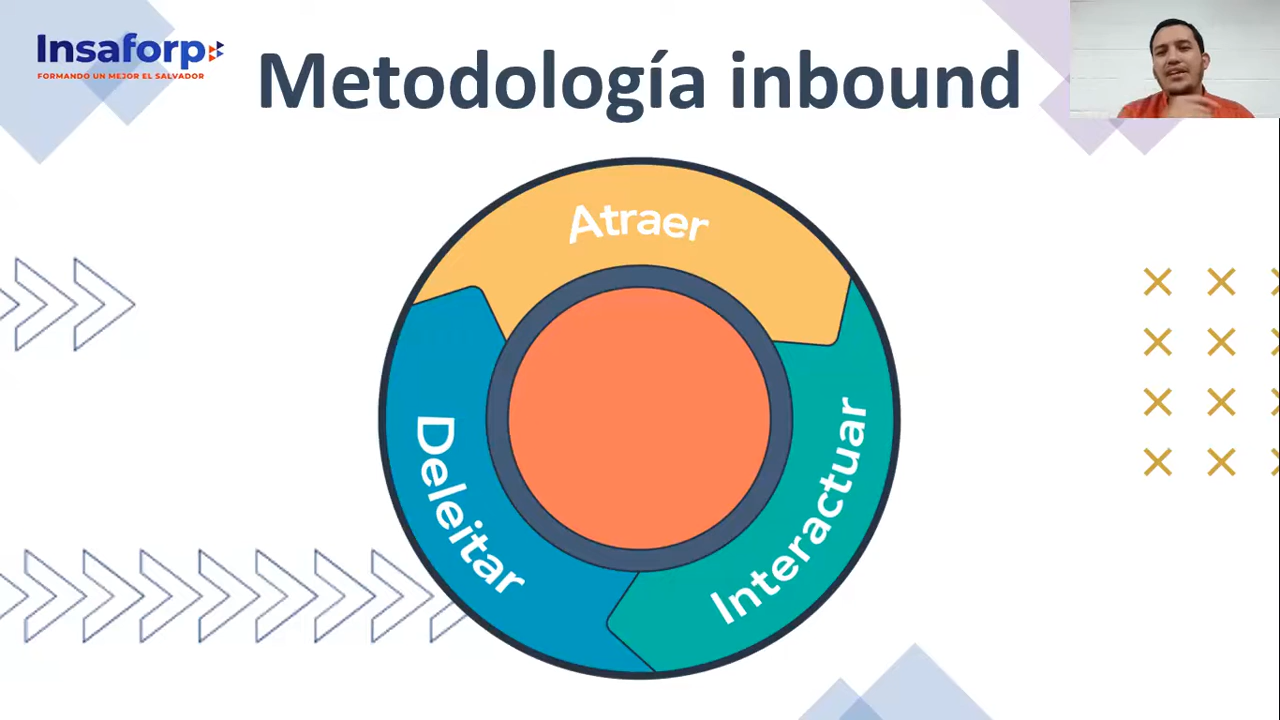 Insaforp
FORMANDO UN MEJOR EL SALVADOR
Metodología inbound
Atraer
Interactuar
Deleitar